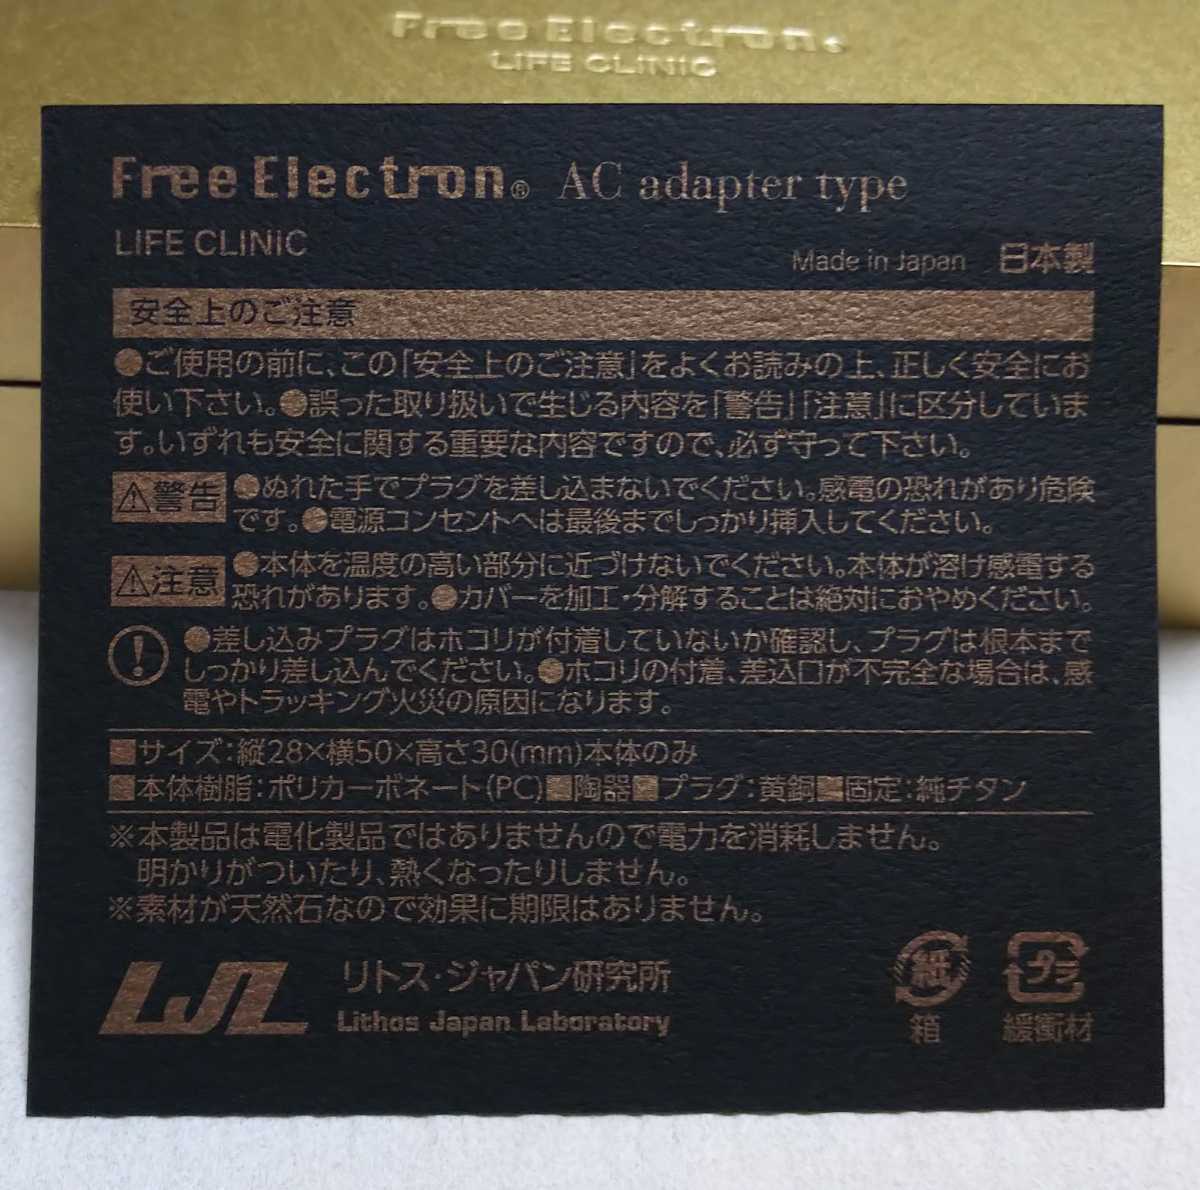 Free Electron.
LIFE CLINIC
Free Electron® AC adapter type
LIFE CLINIC
Made in Japan 日本製
安全上のご注意
●ご使用の前に、この「安全上のご注意」をよくお読みの上、正しく安全にお
使い下さい。●誤った取り扱いで生じる内容を「警告」「注意」に区分していま
す。いずれも安全に関する重要な内容ですので、必ず守って下さい。
⚠警告 ●ぬれた手でプラグを差し込まないでください。感電の恐れがあり危険
です。●電源コンセントへは最後までしっかり挿入してください。
⚠注意 ●本体を温度の高い部分に近づけないでください。本体が溶け感電する
恐れがあります。●カバーを加工・分解することは絶対におやめください。
! ●差し込みプラグはホコリが付着していないか確認し、プラグは根本まで
しっかり差し込んでください。●ホコリの付着、差込口が不完全な場合は、感
電やトラッキング火災の原因になります。
■サイズ:縦28×横50×高さ30(mm)本体のみ
■本体樹脂:ポリカーボネート(PC)■陶器■プラグ:黄銅■固定:純チタン
※本製品は電化製品ではありませんので電力を消耗しません。
明かりがついたり、熱くなったりしません。
※素材が天然石なので効果に期限はありません。
LJL リトス・ジャパン研究所
Lithos Japan Laboratory
紙 プラ
箱 緩衝材